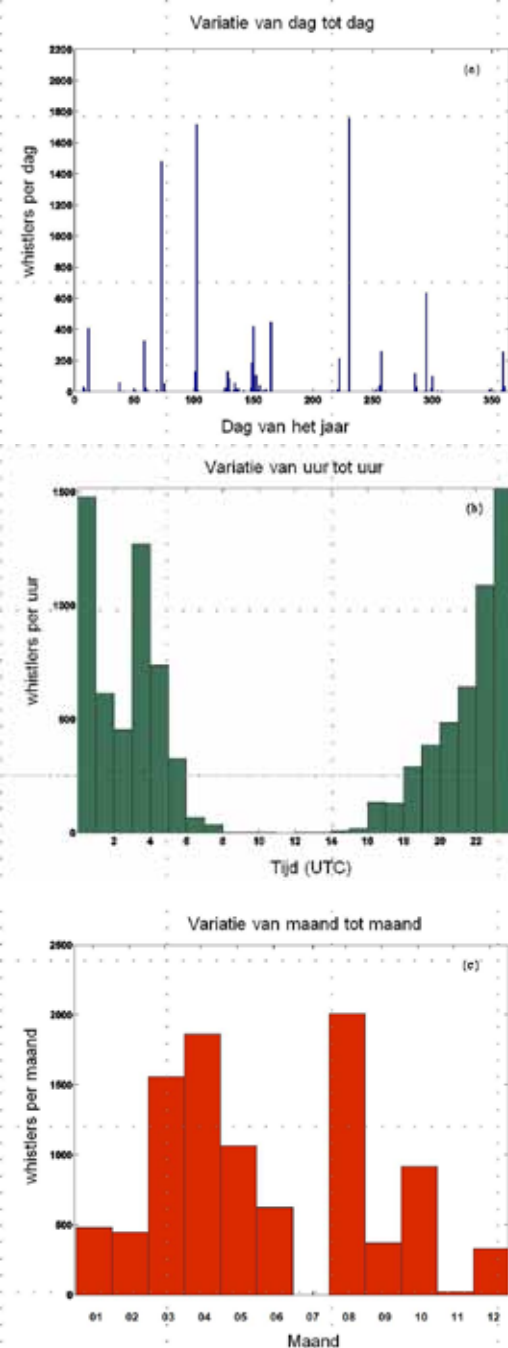 Variatie van dag tot dag
(a)
whistlers per dag
2200
2000
1800
1600
1400
1200
1000
800
600
400
200
0
0 50 100 150 200 250 300 350
Dag van het jaar
Variatie van uur tot uur
(b)
whistlers per uur
1500
1000
500
0
2 4 6 8 10 12 14 16 18 20 22
Tijd (UTC)
Variatie van maand tot maand
(c)
whistlers per maand
2500
2000
1500
1000
500
0
01 02 03 04 05 06 07 08 09 10 11 12
Maand